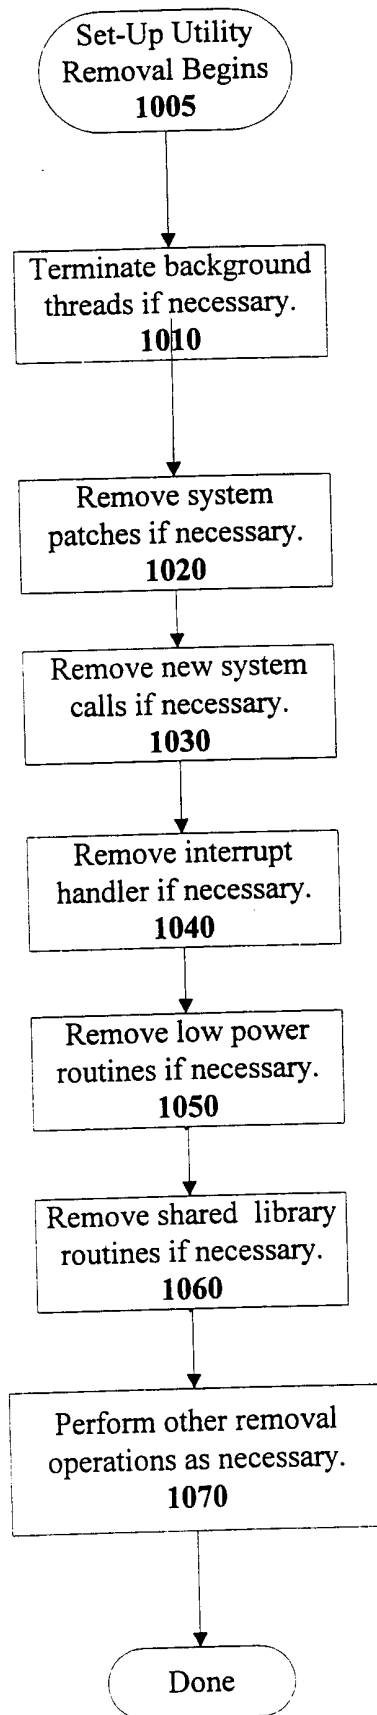 Set-Up Utility
Removal Begins
1005
Terminate background
threads if necessary.
1010
Remove system
patches if necessary.
1020
Remove new system
calls if necessary.
1030
Remove interrupt
handler if necessary.
1040
Remove low power
routines if necessary.
1050
Remove shared library
routines if necessary.
1060
Perform other removal
operations as necessary.
1070
Done